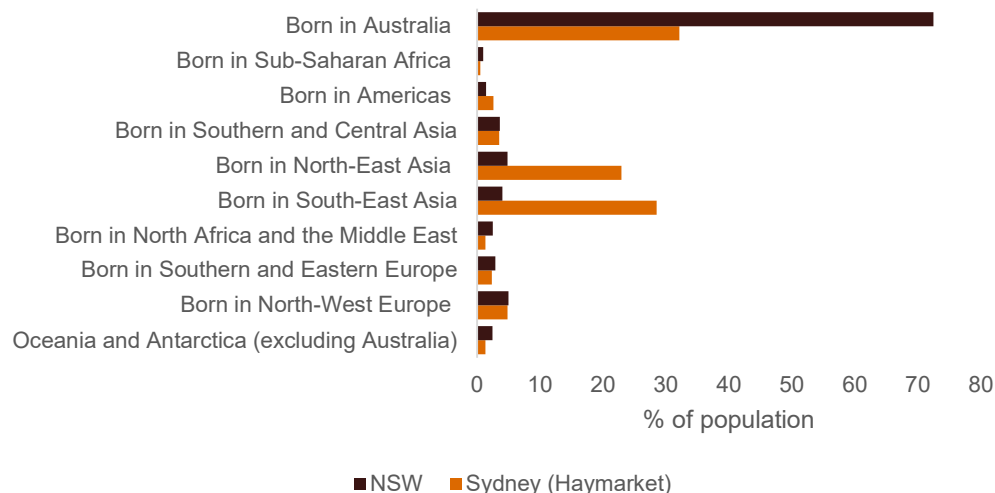 Born in Australia
Born in Sub-Saharan Africa
Born in Americas
Born in Southern and Central Asia
Born in North-East Asia
Born in South-East Asia
Born in North Africa and the Middle East
Born in Southern and Eastern Europe
Born in North-West Europe
Oceania and Antarctica (excluding Australia)
0 10 20 30 40 50 60 70 80
% of population
NSW Sydney (Haymarket)